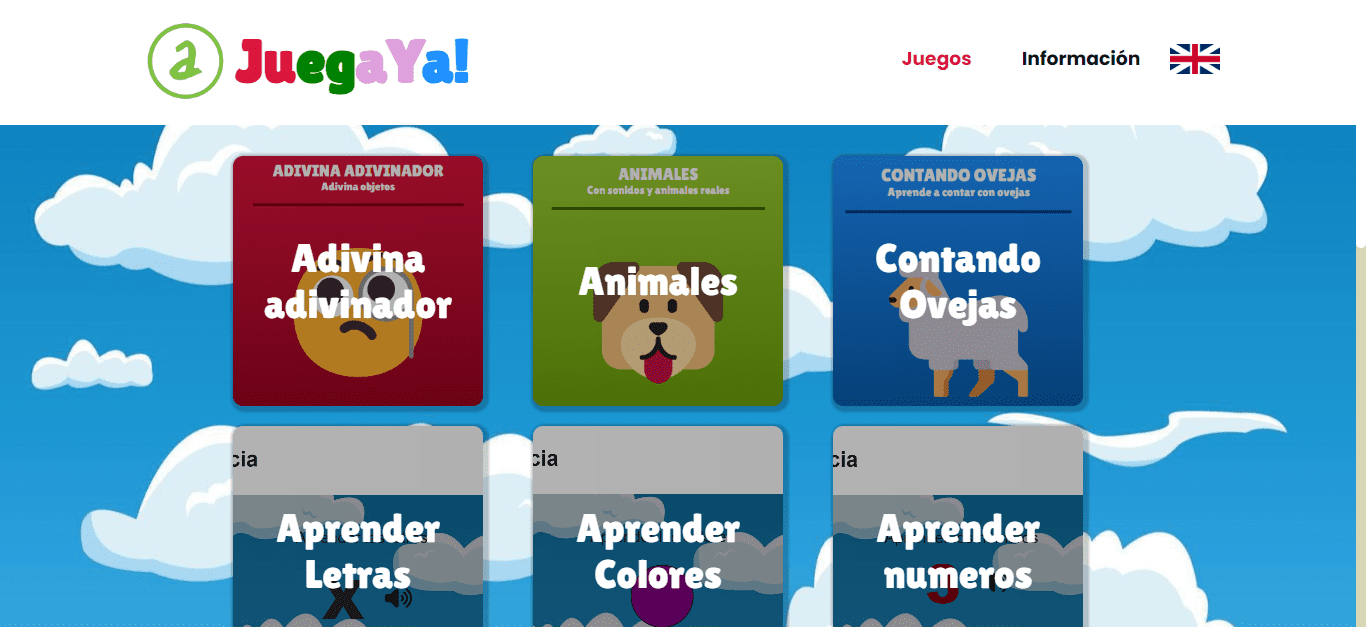 a JuegaYa!
Juegos Información
ADIVINA ADIVINADOR
Adivina objetos
Adivina
adivinador
ANIMALES
Con sonidos y animales reales
Animales
CONTANDO OVEJAS
Aprende a contar con ovejas
Contando
Ovejas
cia
Aprender
Letras
X
cia
Aprender
Colores
cia
Aprender
numeros